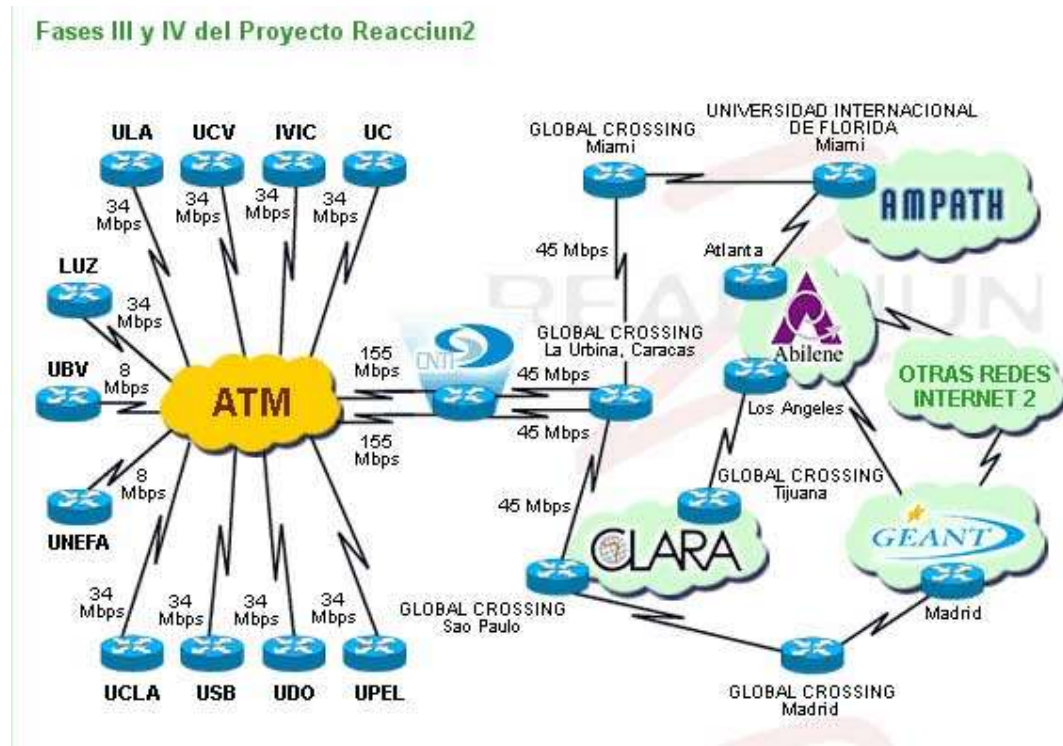 Fases III y IV del Proyecto Reacciun2
ULA
UCV
IVIC
UC
34
Mbps
34
Mbps
34
Mbps
34
Mbps
LUZ
34
Mbps
UBV
8
Mbps
UNEFA
8
Mbps
ATM
155
Mbps
155
Mbps
CNTI
45 Mbps
45 Mbps
34
Mbps
34
Mbps
34
Mbps
34
Mbps
UCLA
USB
UDO
UPEL
GLOBAL CROSSING
Miami
UNIVERSIDAD INTERNACIONAL
DE FLORIDA
Miami
AMPATH
45 Mbps
Atlanta
REACCIUN
GLOBAL CROSSING
La Urbina, Caracas
Abilene
Los Angeles
OTRAS REDES
INTERNET 2
GLOBAL CROSSING
Tijuana
45 Mbps
CLARA
GEANT
GLOBAL CROSSING
Sao Paulo
Madrid
GLOBAL CROSSING
Madrid